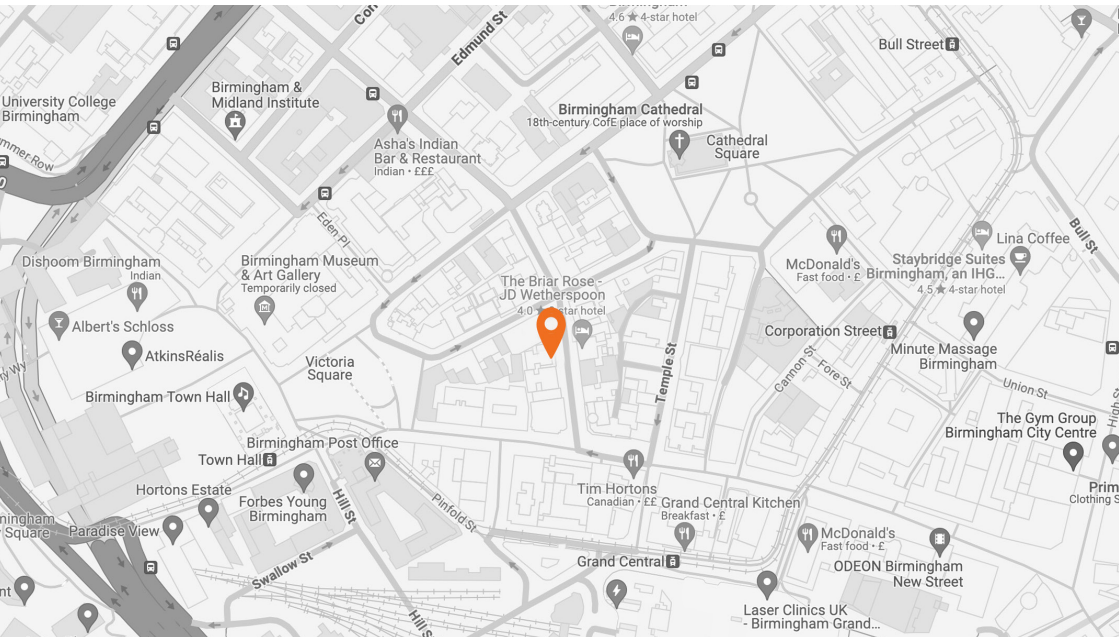 4.6★4-star hotel
Edmund St
Bull Street
Birmingham &
Midland Institute
University College
Birmingham
Birmingham Cathedral
18th-century CofE place of worship
Cathedral
Square
Asha's Indian
Bar & Restaurant
Indian · £££
Eden Pl
Bull St
Lina Coffee
Dishoom Birmingham
Indian
Birmingham Museum
& Art Gallery
Temporarily closed
McDonald's
Fast food · £
Staybridge Suites
Birmingham, an IHG...
4.5★4-star hotel
The Briar Rose -
JD Wetherspoon
Albert's Schloss
Corporation Street
AtkinsRéalis
Victoria
Square
Minute Massage
Birmingham
Cannon St
Fore St
Temple St
Union St
Birmingham Town Hall
The Gym Group
Birmingham City Centre
Birmingham Post Office
Town Hall
Hortons Estate
Forbes Young
Birmingham
Hill St
Pinfold St
Tim Hortons
Canadian · ££
Grand Central Kitchen
Breakfast · £
Paradise View
McDonald's
Fast food · £
Swallow St
Grand Central
ODEON Birmingham
New Street
Laser Clinics UK
- Birmingham Grand...